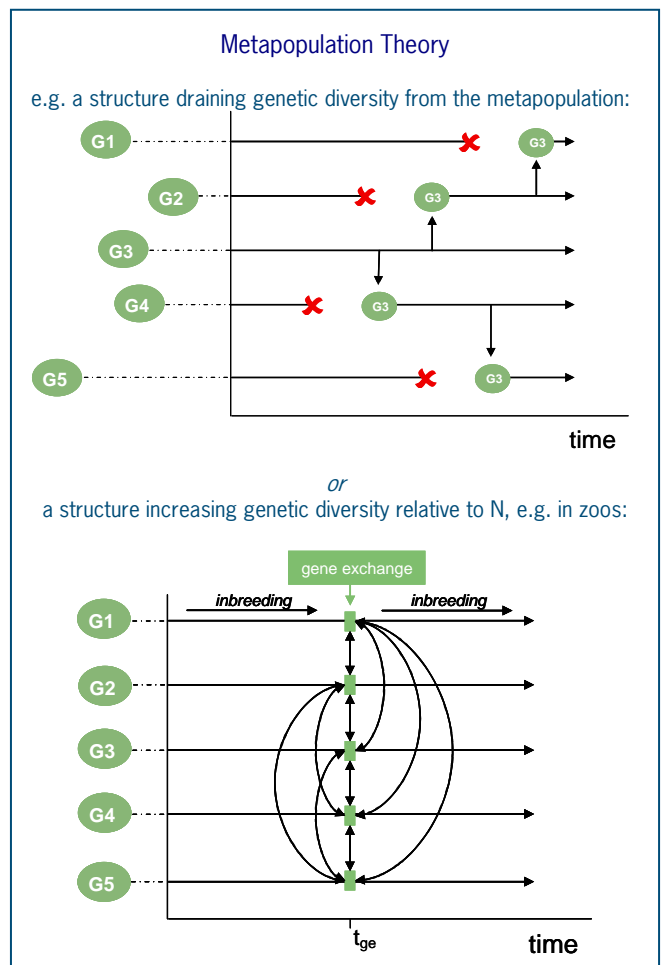 Metapopulation Theory
e.g. a structure draining genetic diversity from the metapopulation:
G1
G3
G2
G3
G3
G4
G3
G5
G3
time
or
a structure increasing genetic diversity relative to N, e.g. in zoos:
gene exchange
inbreeding inbreeding
G1
G2
G3
G4
G5
tge
time